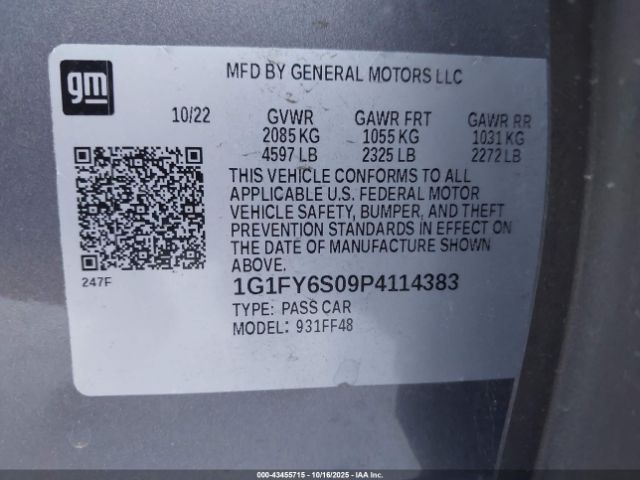 gm
MFD BY GENERAL MOTORS LLC
10/22 GVWR GAWR FRT GAWR RR
2085 KG 1055 KG 1031 KG
4597 LB 2325 LB 2272 LB
THIS VEHICLE CONFORMS TO ALL
APPLICABLE U.S. FEDERAL MOTOR
VEHICLE SAFETY, BUMPER, AND THEFT
PREVENTION STANDARDS IN EFFECT ON
THE DATE OF MANUFACTURE SHOWN
ABOVE.
247F
1G1FY6S09P4114383
TYPE: PASS CAR
MODEL: 931FF48
000-43455715 - 10/16/2025 - IAAI.COM